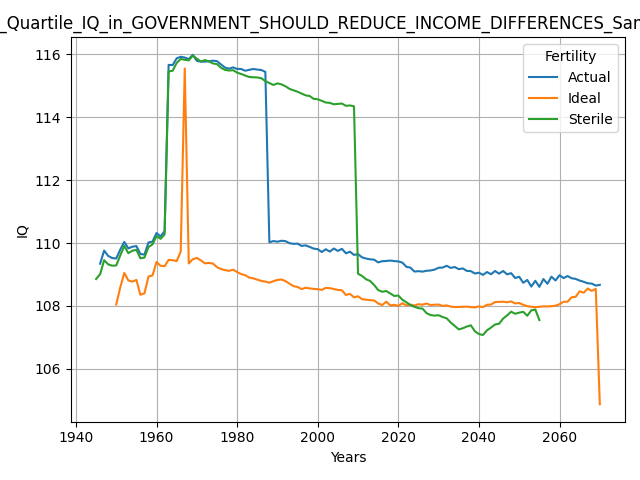 _Quartile_IQ_in_GOVERNMENT_SHOULD_REDUCE_INCOME_DIFFERENCES_Sam
Fertility
Actual
Ideal
Sterile
116
114
112
110
108
106
IQ
1940
1960
1980
2000
2020
2040
2060
Years